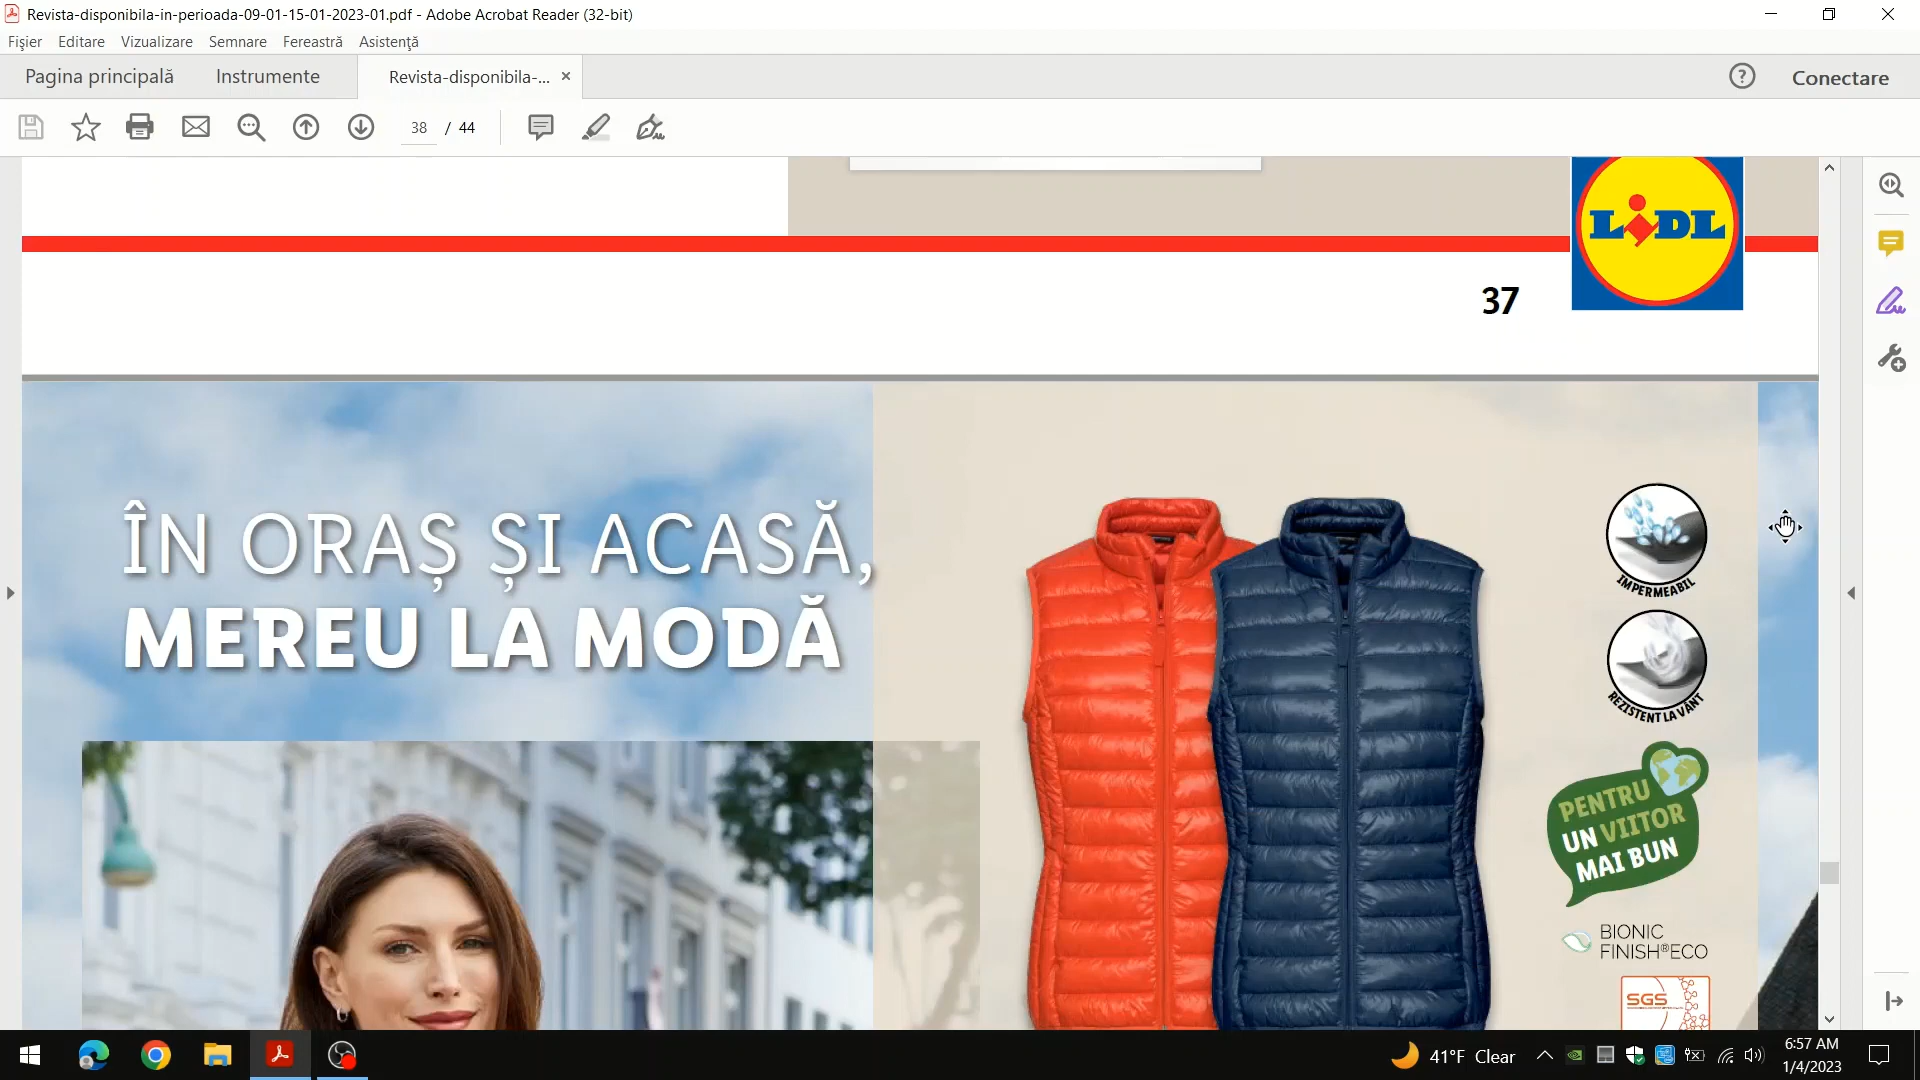 Revista-disponibila-in-perioada-09-01-15-01-2023-01.pdf - Adobe Acrobat Reader (32-bit)
Fişier Editare Vizualizare Semnare Fereastră Asistenţă
Pagina principală Instrumente Revista-disponibila-... × Conectare
38 / 44
LIDL
37
ÎN ORAȘ ȘI ACASĂ,
MEREU LA MODĂ
IMPERMEABIL
REZISTENT LA VÂNT
PENTRU
UN VIITOR
MAI BUN
BIONIC
FINISH®ECO
SGS
41°F Clear
6:57 AM
1/4/2023